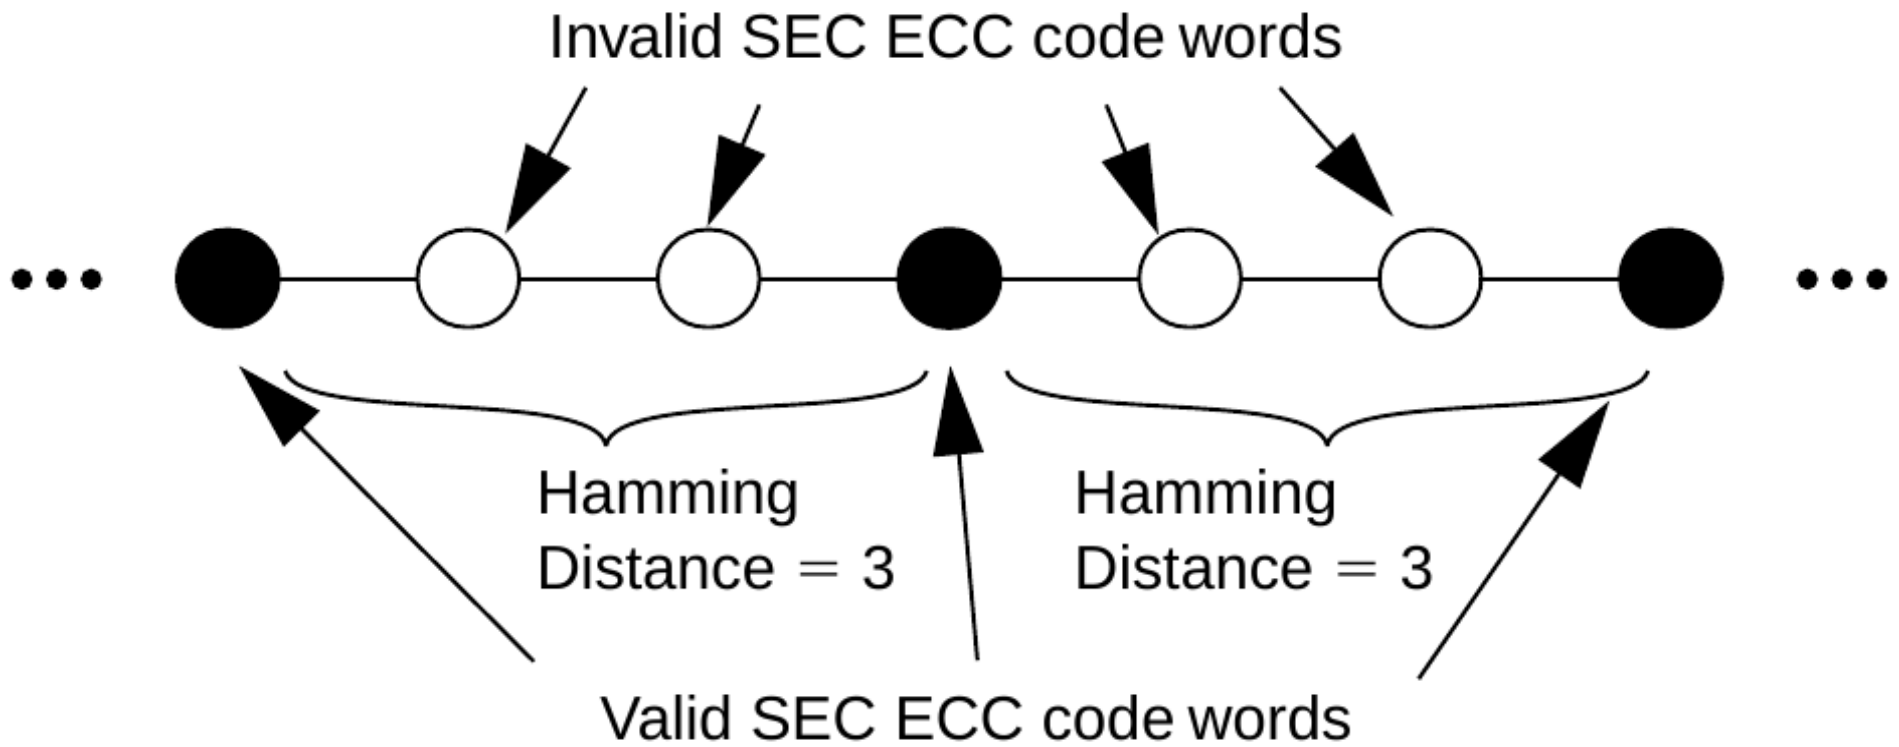 Invalid SEC ECC code words
Hamming
Distance = 3
Hamming
Distance = 3
Valid SEC ECC code words